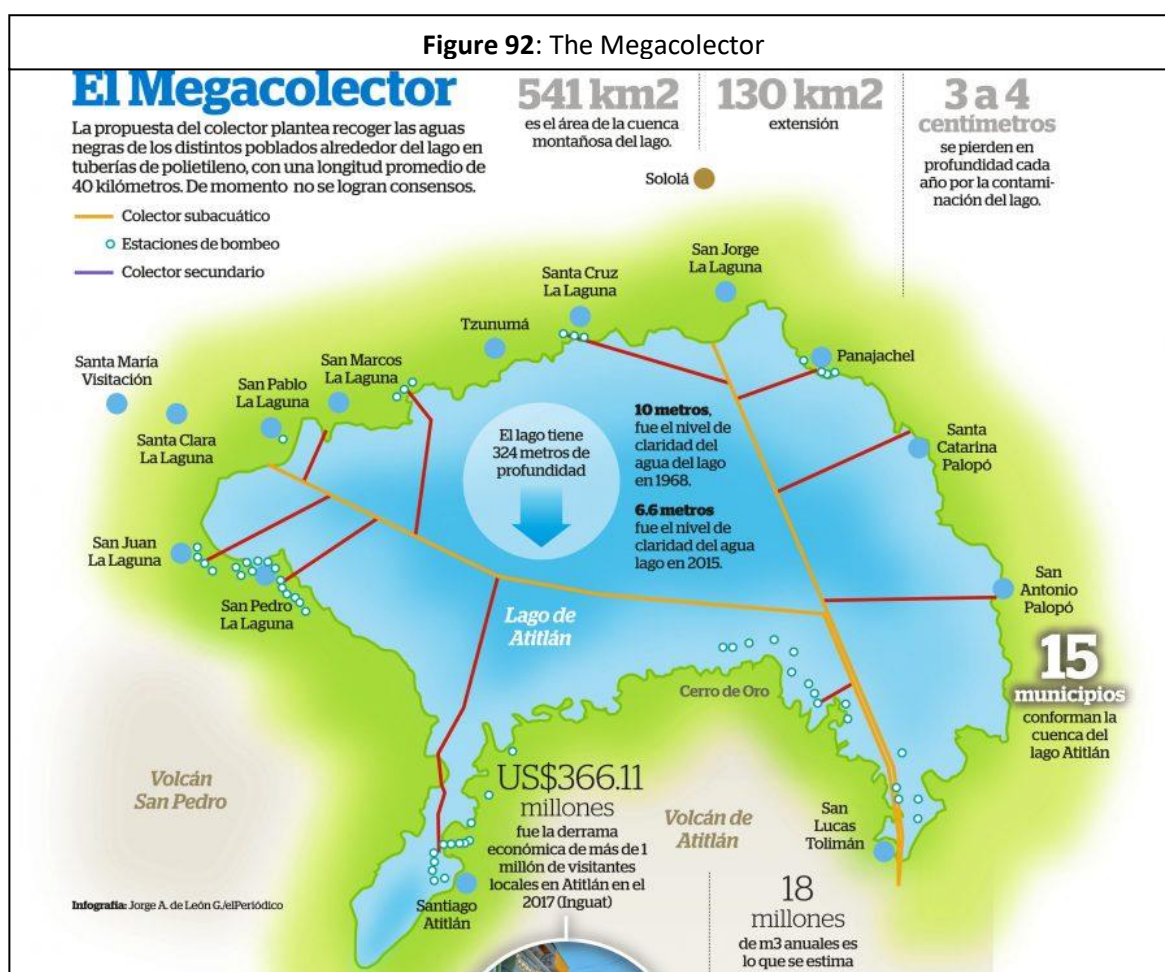 Figure 92: The Megacolector
El Megacolector
La propuesta del colector plantea recoger las aguas
negras de los distintos poblados alrededor del lago en
tuberías de polietileno, con una longitud promedio de
40 kilómetros. De momento no se logran consensos.
Colector subacuático
Estaciones de bombeo
Colector secundario
541 km2
es el área de la cuenca
montañosa del lago.
130 km2
extensión
3 a 4
centímetros
se pierden en
profundidad cada
año por la contami-
nación del lago.
Sololá
San Jorge
La Laguna
Santa Cruz
La Laguna
Tzunumá
Panajachel
Santa María
Visitación
San Marcos
La Laguna
San Pablo
La Laguna
Santa Clara
La Laguna
El lago tiene
324 metros de
profundidad
10 metros,
fue el nivel de
claridad del
agua del lago
en 1968.
6.6 metros
fue el nivel de
claridad del agua
lago en 2015.
Santa
Catarina
Palopó
San Juan
La Laguna
San Pedro
La Laguna
Lago de
Atitlán
San
Antonio
Palopó
Cerro de Oro
15
municipios
conforman la
cuenca del
lago Atitlán
Volcán
San Pedro
US$366.11
millones
fue la derrama
económica de más de 1
millón de visitantes
locales en Atitlán en el
2017 (Inguat)
Volcán de
Atitlán
San
Lucas
Tolimán
Santiago
Atitlán
18
millones
de m3 anuales es
lo que se estima
Infografía: Jorge A. de León G./elPeriódico